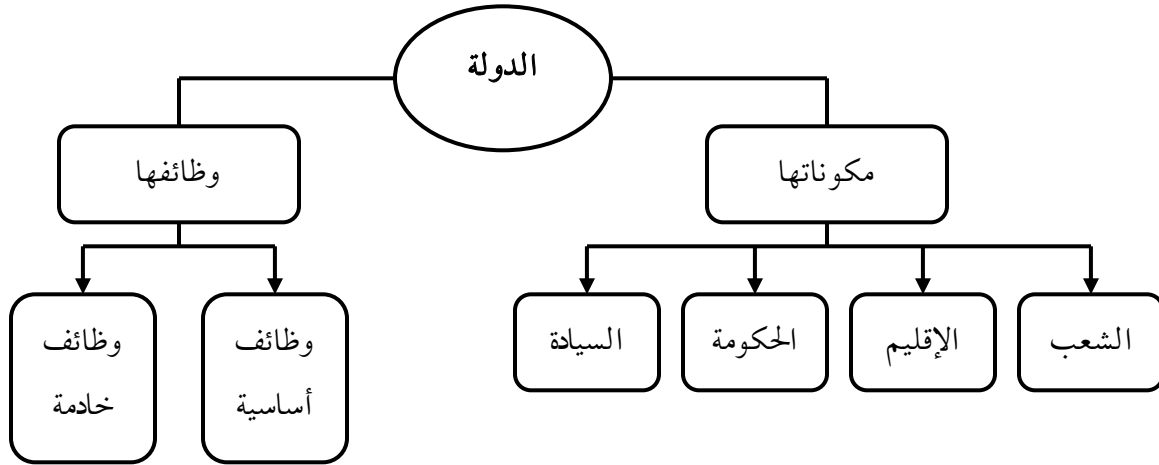 الدولة
مكوناتها
وظائفها
الشعب
الإقليم
الحكومة
السيادة
وظائف
أساسية
وظائف
خادمة